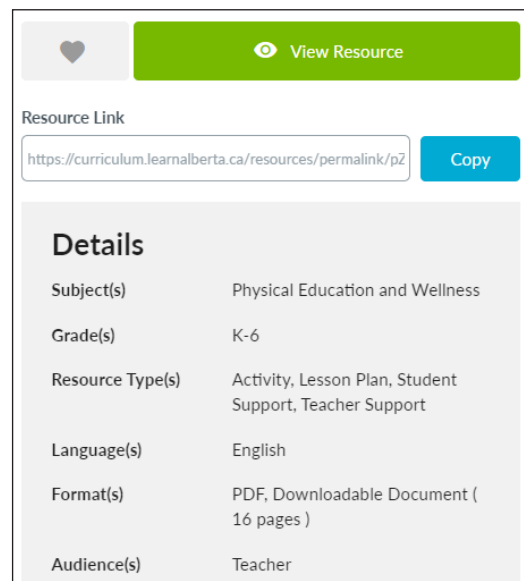 View Resource
Resource Link
https://curriculum.learnalberta.ca/resources/permalink/pZ
Copy
Details
Subject(s) Physical Education and Wellness
Grade(s) K-6
Resource Type(s) Activity, Lesson Plan, Student
Support, Teacher Support
Language(s) English
Format(s) PDF, Downloadable Document (
16 pages )
Audience(s) Teacher